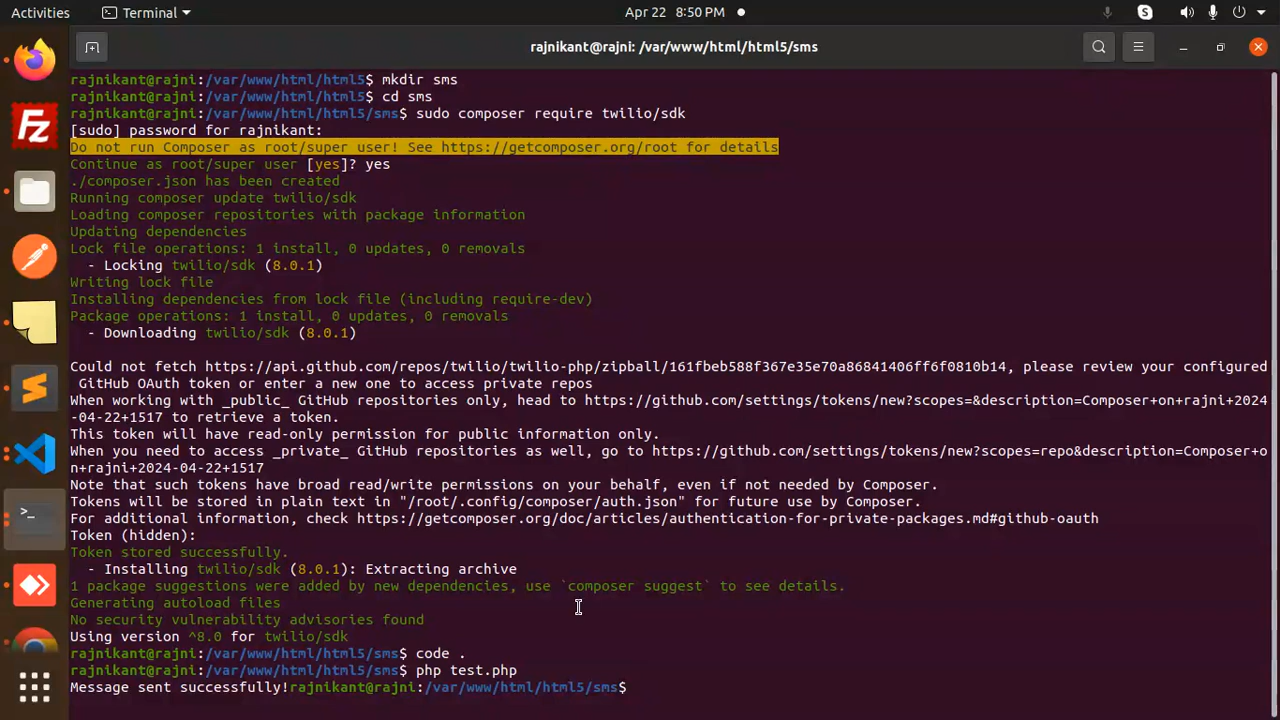 Activities
Terminal
Apr 22 8:50 PM
rajnikant@rajni: /var/www/html/html5/sms
rajnikant@rajni:/var/www/html/html5$ mkdir sms
rajnikant@rajni:/var/www/html/html5$ cd sms
rajnikant@rajni:/var/www/html/html5/sms$ sudo composer require twilio/sdk
[sudo] password for rajnikant:
Do not run Composer as root/super user! See https://getcomposer.org/root for details
Continue as root/super user [yes]? yes
./composer.json has been created
Running composer update twilio/sdk
Loading composer repositories with package information
Updating dependencies
Lock file operations: 1 install, 0 updates, 0 removals
- Locking twilio/sdk (8.0.1)
Writing lock file
Installing dependencies from lock file (including require-dev)
Package operations: 1 install, 0 updates, 0 removals
- Downloading twilio/sdk (8.0.1)
Could not fetch https://api.github.com/repos/twilio/twilio-php/zipball/161fbeb588f367e35e70a86841406ff6f0810b14, please review your configured
GitHub OAuth token or enter a new one to access private repos
When working with _public_ GitHub repositories only, head to https://github.com/settings/tokens/new?scopes=&description=Composer+on+rajni+2024
-04-22+1517 to retrieve a token.
This token will have read-only permission for public information only.
When you need to access _private_ GitHub repositories as well, go to https://github.com/settings/tokens/new?scopes=repo&description=Composer+o
n+rajni+2024-04-22+1517
Note that such tokens have broad read/write permissions on your behalf, even if not needed by Composer.
Tokens will be stored in plain text in "/root/.config/composer/auth.json" for future use by Composer.
For additional information, check https://getcomposer.org/doc/articles/authentication-for-private-packages.md#github-oauth
Token (hidden):
Token stored successfully.
- Installing twilio/sdk (8.0.1): Extracting archive
1 package suggestions were added by new dependencies, use `composer suggest` to see details.
Generating autoload files
No security vulnerability advisories found
Using version ^8.0 for twilio/sdk
rajnikant@rajni:/var/www/html/html5/sms$ code .
rajnikant@rajni:/var/www/html/html5/sms$ php test.php
Message sent successfully!rajnikant@rajni:/var/www/html/html5/sms$